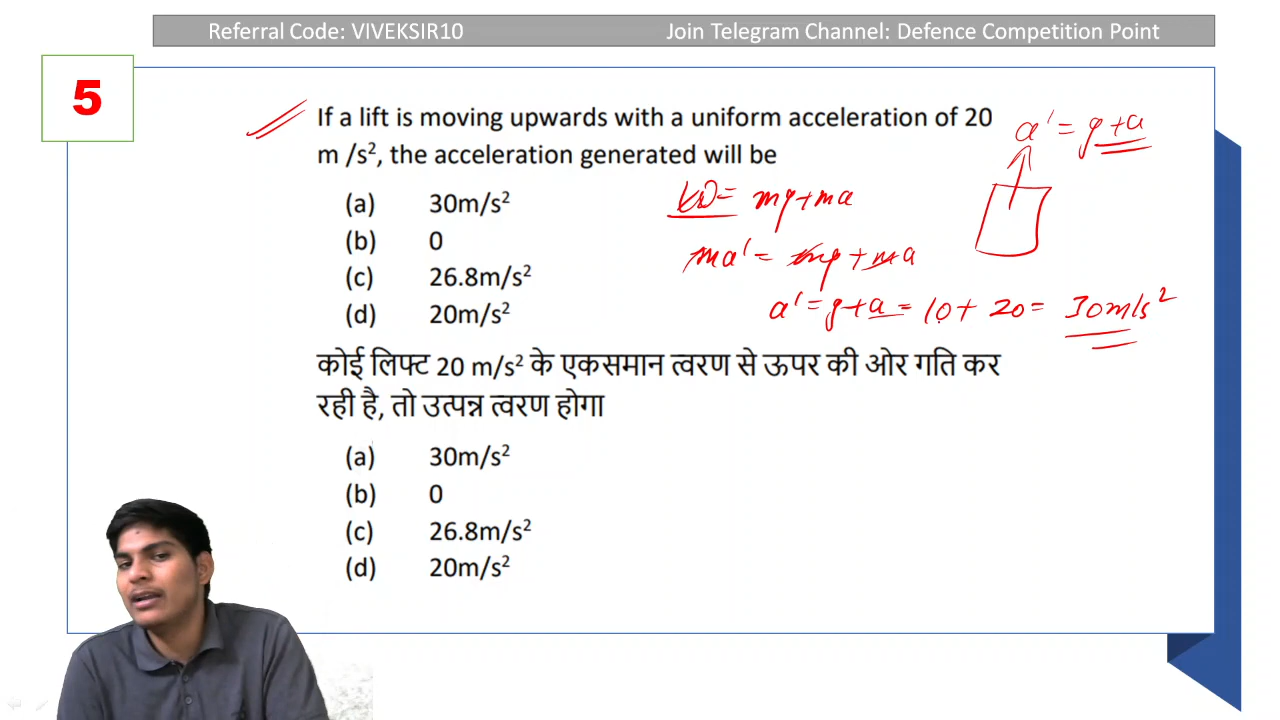 Referral Code: VIVEKSIR10
Join Telegram Channel: Defence Competition Point
5
If a lift is moving upwards with a uniform acceleration of 20
m /s², the acceleration generated will be
(a) 30m/s²
(b) 0
(c) 26.8m/s²
(d) 20m/s²
a' = g+a
W = mg+ma
ma' = mg + ma
a' = g+a = 10 + 20 = 30m/s²
कोई लिफ्ट 20 m/s² के एकसमान त्वरण से ऊपर की ओर गति कर
रही है, तो उत्पन्न त्वरण होगा
(a) 30m/s²
(b) 0
(c) 26.8m/s²
(d) 20m/s²